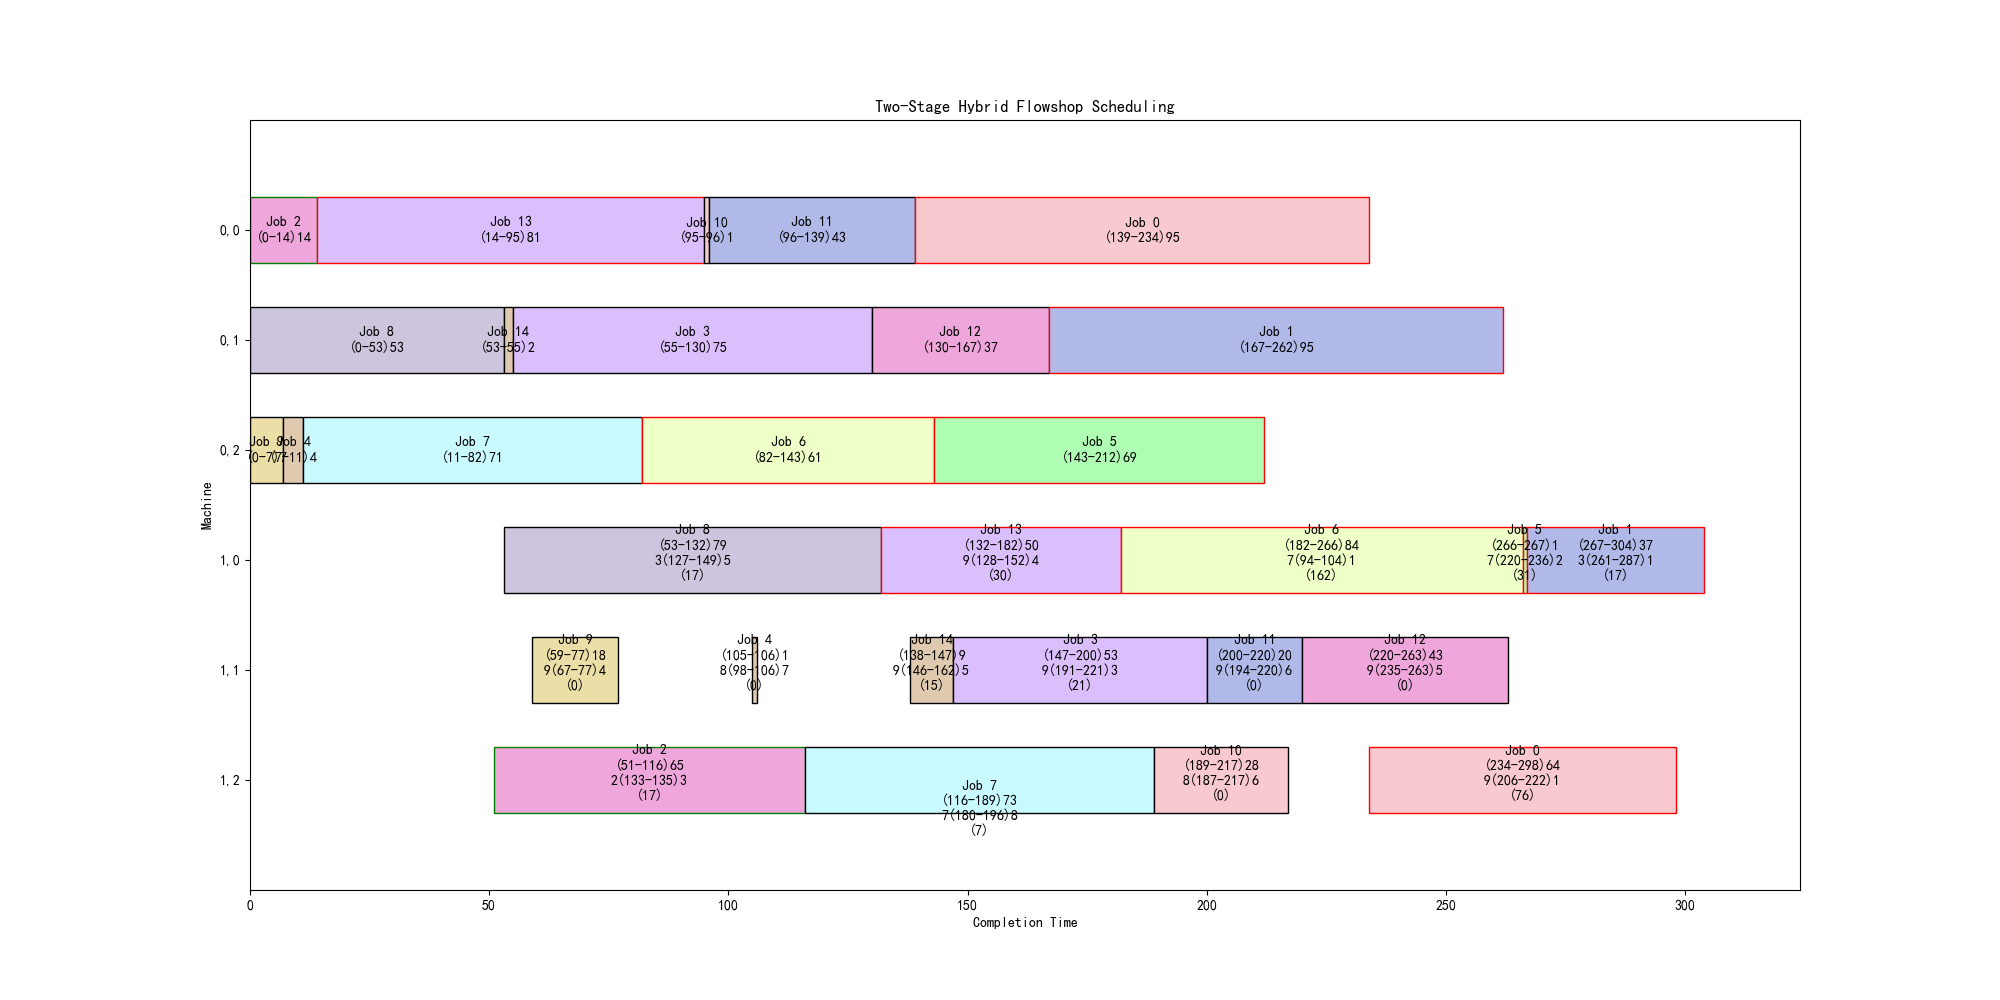 Two-Stage Hybrid Flowshop Scheduling
Machine
0,0
Job 2
(0-14)14
Job 13
(14-95)81
Job 10
(95-96)1
Job 11
(96-139)43
Job 0
(139-234)95
0,1
Job 8
(0-53)53
Job 14
(53-55)2
Job 3
(55-130)75
Job 12
(130-167)37
Job 1
(167-262)95
0,2
Job 9
(0-7)7
Job 4
(7-11)4
Job 7
(11-82)71
Job 6
(82-143)61
Job 5
(143-212)69
1,0
Job 8
(53-132)79
3(127-149)5
(17)
Job 13
(132-182)50
9(128-152)4
(30)
Job 6
(182-266)84
7(94-104)1
(162)
Job 5
(266-267)1
7(220-236)2
(31)
Job 1
(267-304)37
3(261-287)1
(17)
1,1
Job 9
(59-77)18
9(67-77)4
(0)
Job 4
(105-106)1
8(98-106)7
(0)
Job 14
(138-147)9
9(146-162)5
(15)
Job 3
(147-200)53
9(191-221)3
(21)
Job 11
(200-220)20
9(194-220)6
(0)
Job 12
(220-263)43
9(235-263)5
(0)
1,2
Job 2
(51-116)65
2(133-135)3
(17)
Job 7
(116-189)73
7(180-196)8
(7)
Job 10
(189-217)28
8(187-217)6
(0)
Job 0
(234-298)64
9(206-222)1
(76)
0
50
100
150
200
250
300
Completion Time